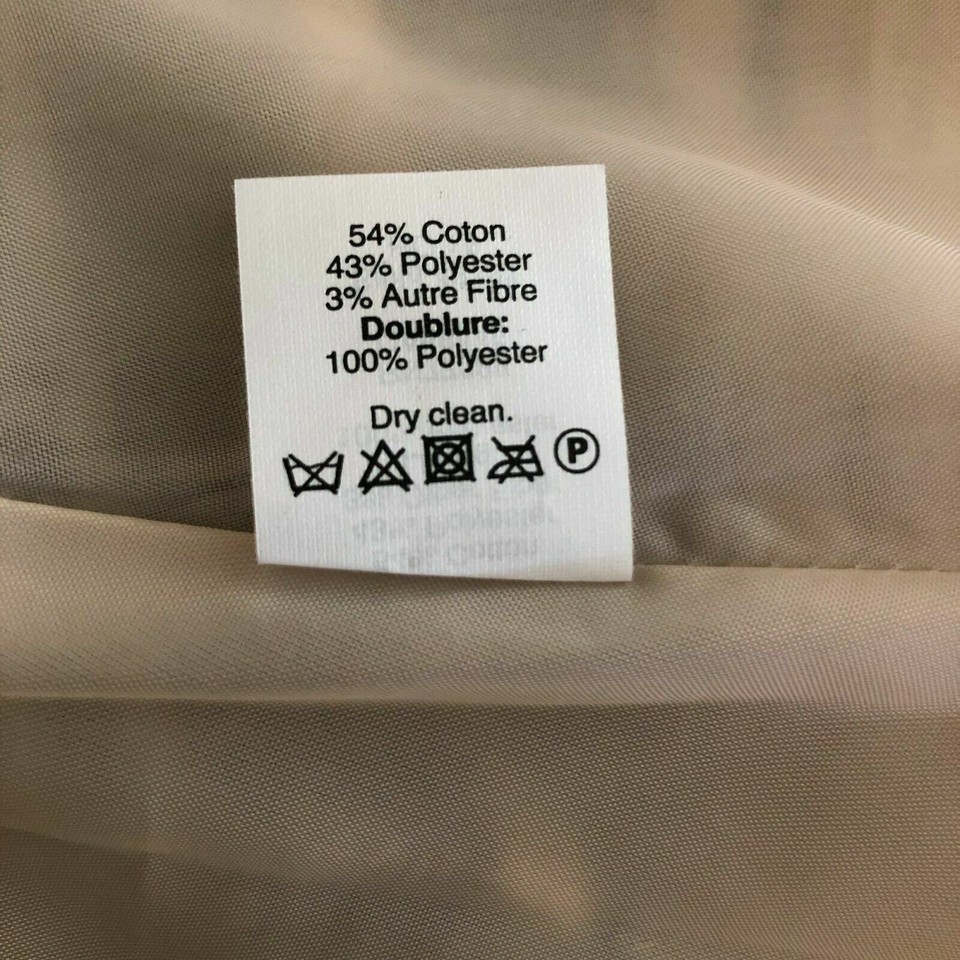 54% Coton
43% Polyester
3% Autre Fibre
Doublure:
100% Polyester
Dry clean.
P